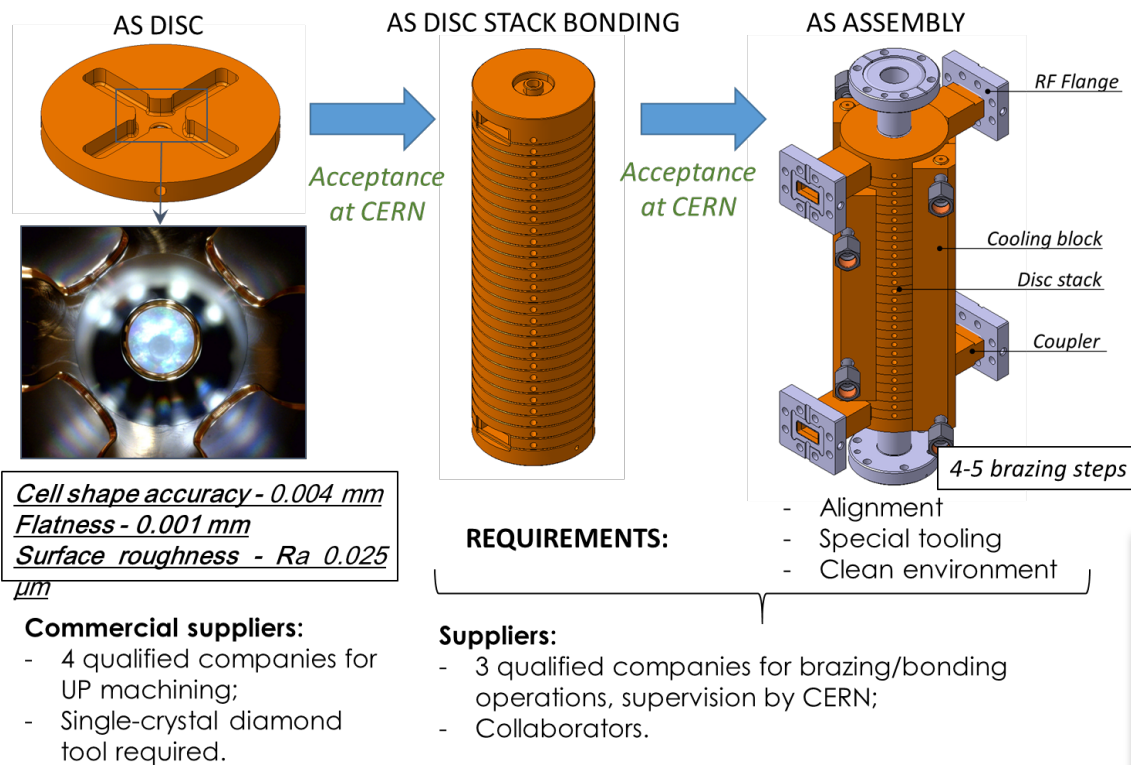 AS DISC
AS DISC STACK BONDING
AS ASSEMBLY
Acceptance
at CERN
Acceptance
at CERN
RF Flange
Cooling block
Disc stack
Coupler
4-5 brazing steps
Cell shape accuracy - 0.004 mm
Flatness - 0.001 mm
Surface roughness - Ra 0.025
µm
REQUIREMENTS:
- Alignment
- Special tooling
- Clean environment
Commercial suppliers:
- 4 qualified companies for
UP machining;
- Single-crystal diamond
tool required.
Suppliers:
- 3 qualified companies for brazing/bonding
operations, supervision by CERN;
- Collaborators.